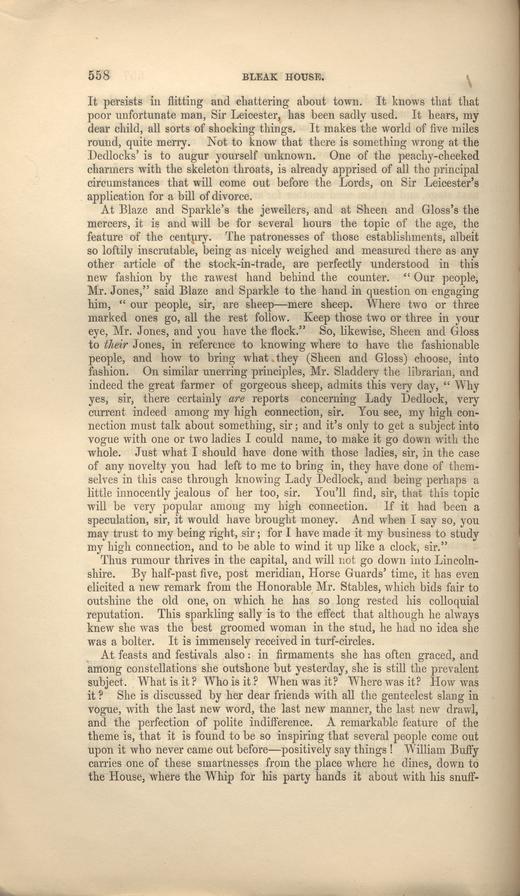 558 BLEAK HOUSE.
It persists in flitting and chattering about town. It knows that that
poor unfortunate man, Sir Leicester, has been sadly used. It hears, my
dear child, all sorts of shocking things. It makes the world of five miles
round, quite merry. Not to know that there is something wrong at the
Dedlocks' is to augur yourself unknown. One of the peachy-cheeked
charmers with the skeleton throats, is already apprised of all the principal
circumstances that will come out before the Lords, on Sir Leicester's
application for a bill of divorce.
At Blaze and Sparkle's the jewellers, and at Sheen and Gloss's the
mercers, it is and will be for several hours the topic of the age, the
feature of the century. The patronesses of those establishments, albeit
so loftily inscrutable, being as nicely weighed and measured there as any
other article of the stock-in-trade, are perfectly understood in this
new fashion by the rawest hand behind the counter. "Our people,
Mr. Jones," said Blaze and Sparkle to the hand in question on engaging
him, "our people, sir, are sheep—mere sheep. Where two or three
marked ones go, all the rest follow. Keep those two or three in your
eye, Mr. Jones, and you have the flock." So, likewise, Sheen and Gloss
to their Jones, in reference to knowing where to have the fashionable
people, and how to bring what they (Sheen and Gloss) choose, into
fashion. On similar unerring principles, Mr. Sladdery the librarian, and
indeed the great farmer of gorgeous sheep, admits this very day, "Why
yes, sir, there certainly are reports concerning Lady Dedlock, very
current indeed among my high connection, sir. You see, my high con-
nection must talk about something, sir; and it's only to get a subject into
vogue with one or two ladies I could name, to make it go down with the
whole. Just what I should have done with those ladies, sir, in the case
of any novelty you had left to me to bring in, they have done of them-
selves in this case through knowing Lady Dedlock, and being perhaps a
little innocently jealous of her too, sir. You'll find, sir, that this topic
will be very popular among my high connection. If it had been a
speculation, sir, it would have brought money. And when I say so, you
may trust to my being right, sir; for I have made it my business to study
my high connection, and to be able to wind it up like a clock, sir."
Thus rumour thrives in the capital, and will not go down into Lincoln-
shire. By half-past five, post meridian, Horse Guards' time, it has even
elicited a new remark from the Honorable Mr. Stables, which bids fair to
outshine the old one, on which he has so long rested his colloquial
reputation. This sparkling sally is to the effect that although he always
knew she was the best groomed woman in the stud, he had no idea she
was a bolter. It is immensely received in turf-circles.
At feasts and festivals also: in firmaments she has often graced, and
among constellations she outshone but yesterday, she is still the prevalent
subject. What is it? Who is it? When was it? Where was it? How was
it? She is discussed by her dear friends with all the genteelest slang in
vogue, with the last new word, the last new manner, the last new drawl,
and the perfection of polite indifference. A remarkable feature of the
theme is, that it is found to be so inspiring that several people come out
upon it who never came out before—positively say things! William Buffy
carries one of these smartnesses from the place where he dines, down to
the House, where the Whip for his party hands it about with his snuff-